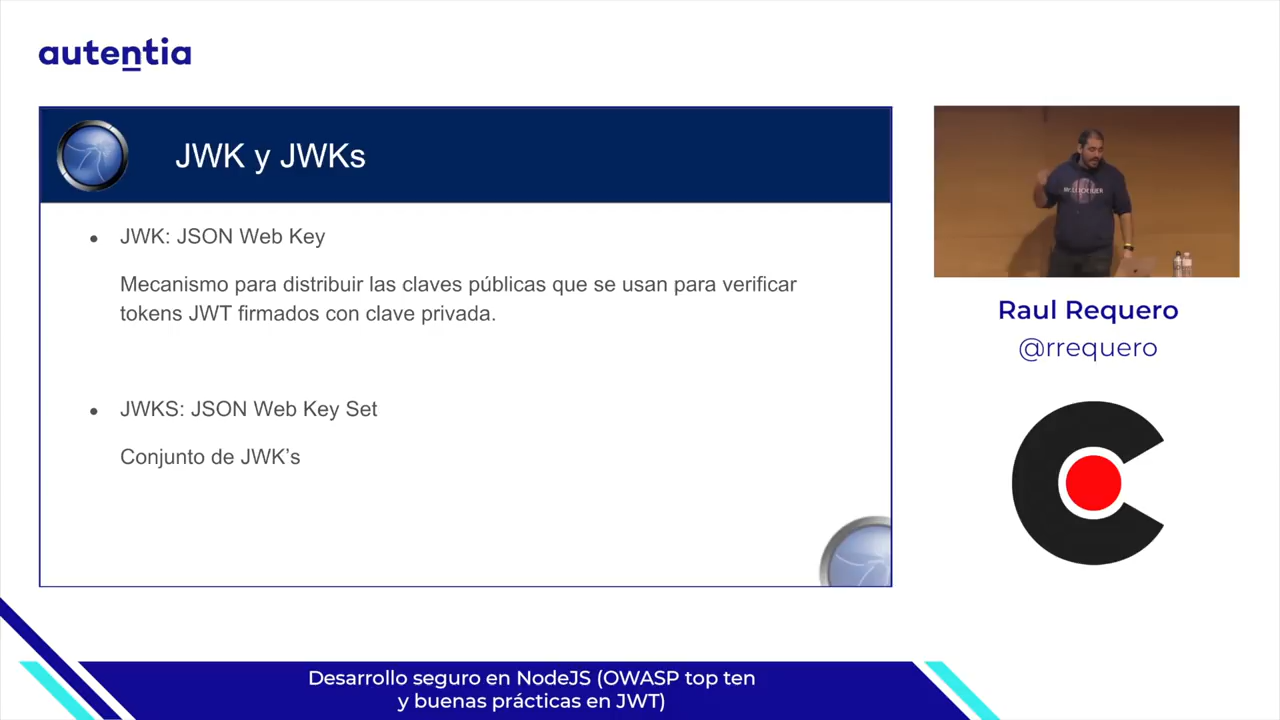 autentia
JWK y JWKs
● JWK: JSON Web Key
Mecanismo para distribuir las claves públicas que se usan para verificar
tokens JWT firmados con clave privada.
● JWKS: JSON Web Key Set
Conjunto de JWK’s
Raul Requero
@rrequero
Desarrollo seguro en NodeJS (OWASP top ten
y buenas prácticas en JWT)